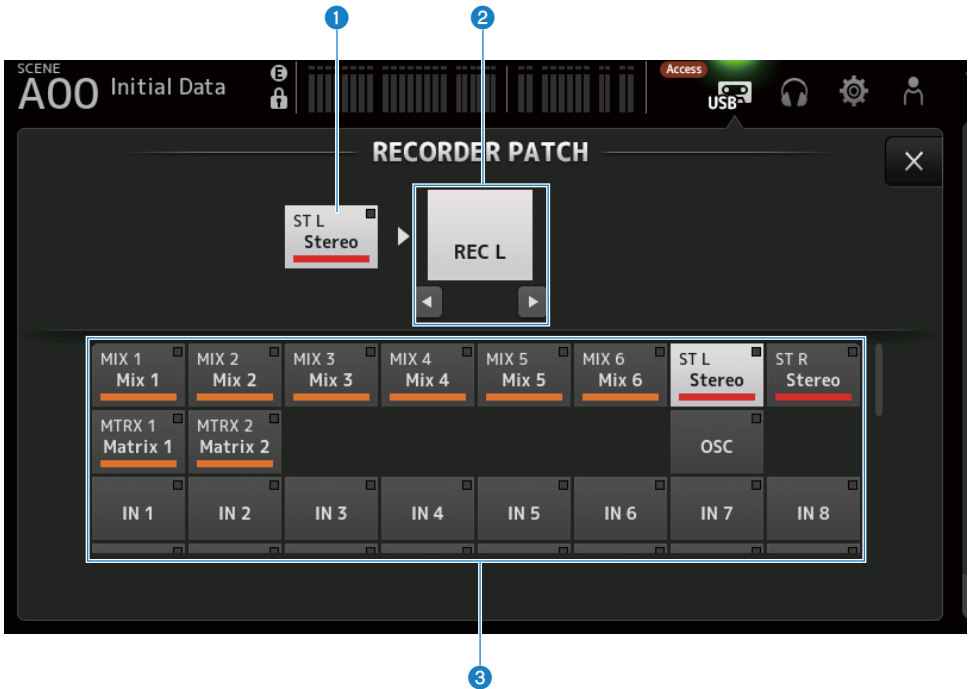 1 2
SCENE
A00 Initial Data E
Access
USB
RECORDER PATCH
ST L
Stereo
REC L
MIX 1 MIX 2 MIX 3 MIX 4 MIX 5 MIX 6 ST L ST R
Mix 1 Mix 2 Mix 3 Mix 4 Mix 5 Mix 6 Stereo Stereo
MTRX 1 MTRX 2
Matrix 1 Matrix 2 OSC
IN 1 IN 2 IN 3 IN 4 IN 5 IN 6 IN 7 IN 8
3